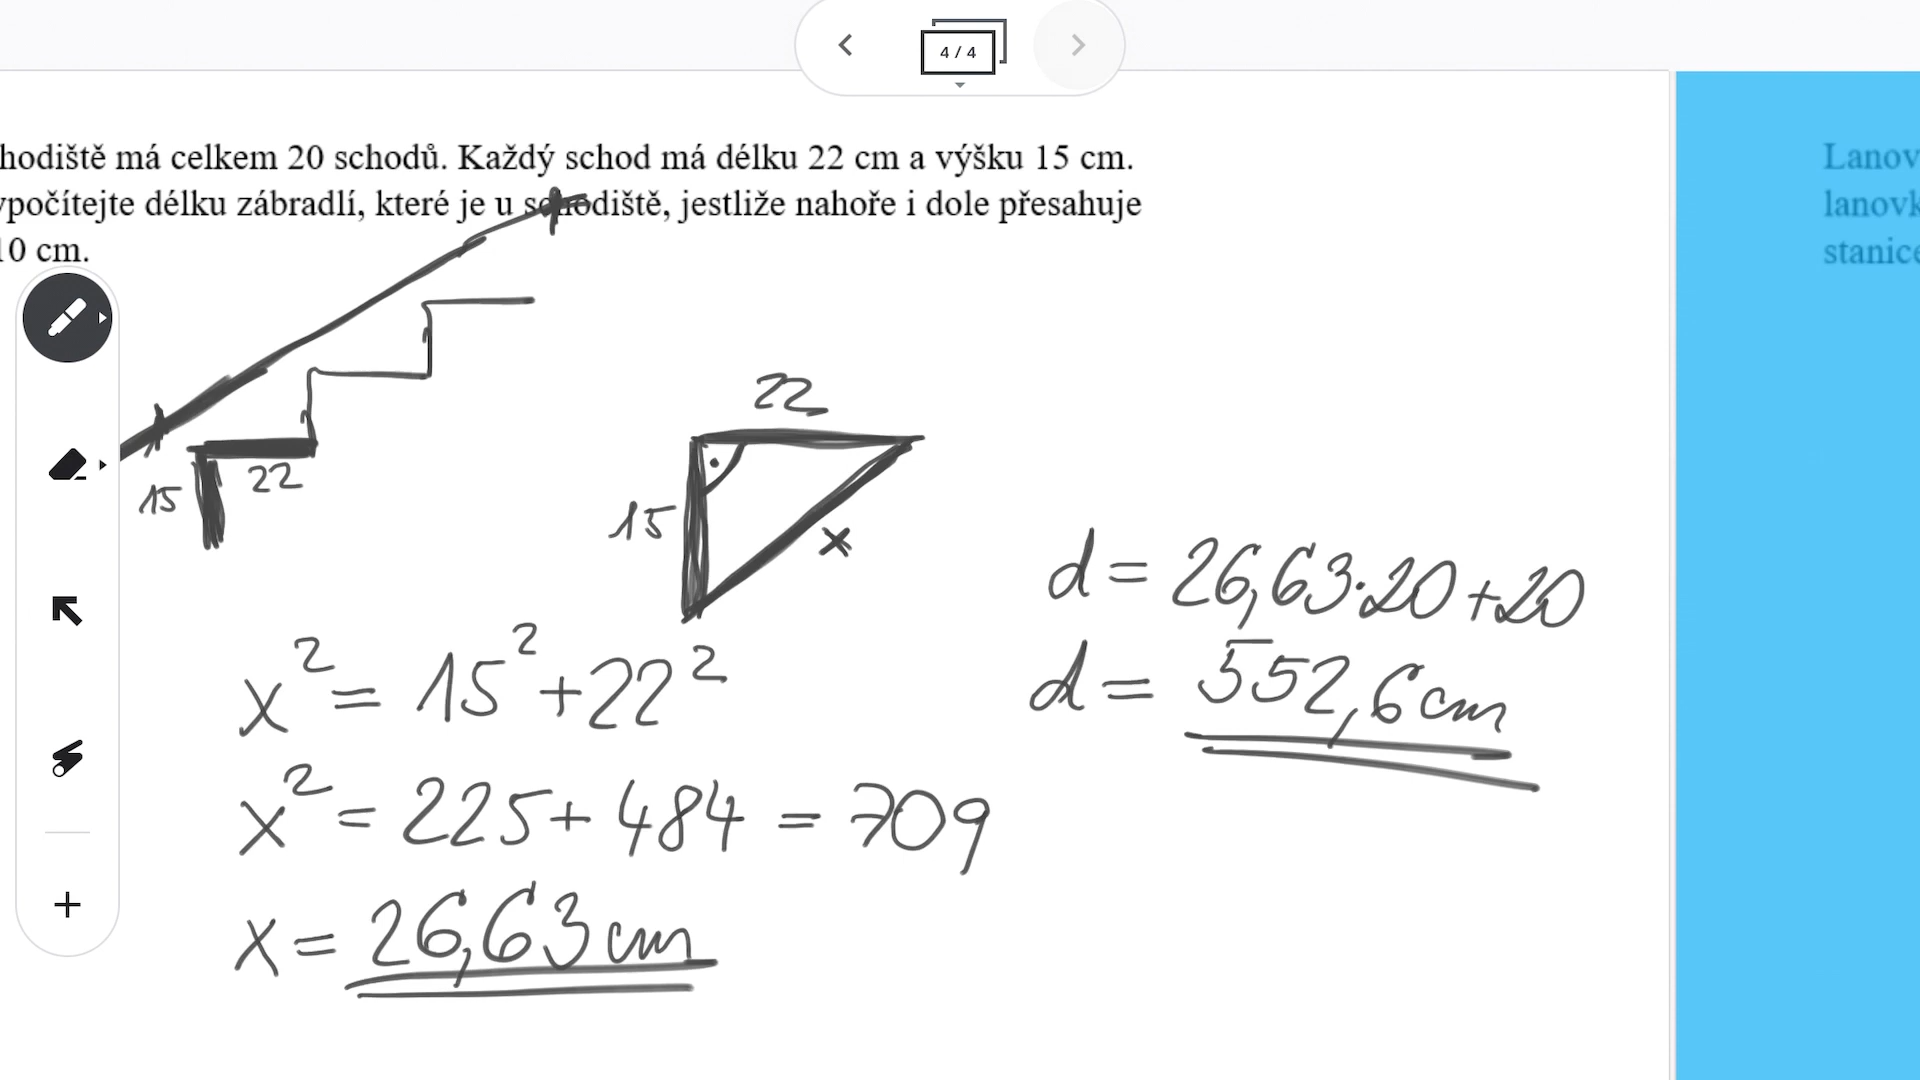 4 / 4
hodiště má celkem 20 schodů. Každý schod má délku 22 cm a výšku 15 cm.
ypočítejte délku zábradlí, které je u schodiště, jestliže nahoře i dole přesahuje
10 cm.
Lanov
lanovk
stanice
15
22
22
15
x
x² = 15² + 22²
x² = 225 + 484 = 709
x = 26,63 cm
d = 26,63 · 20 + 20
d = 552,6 cm